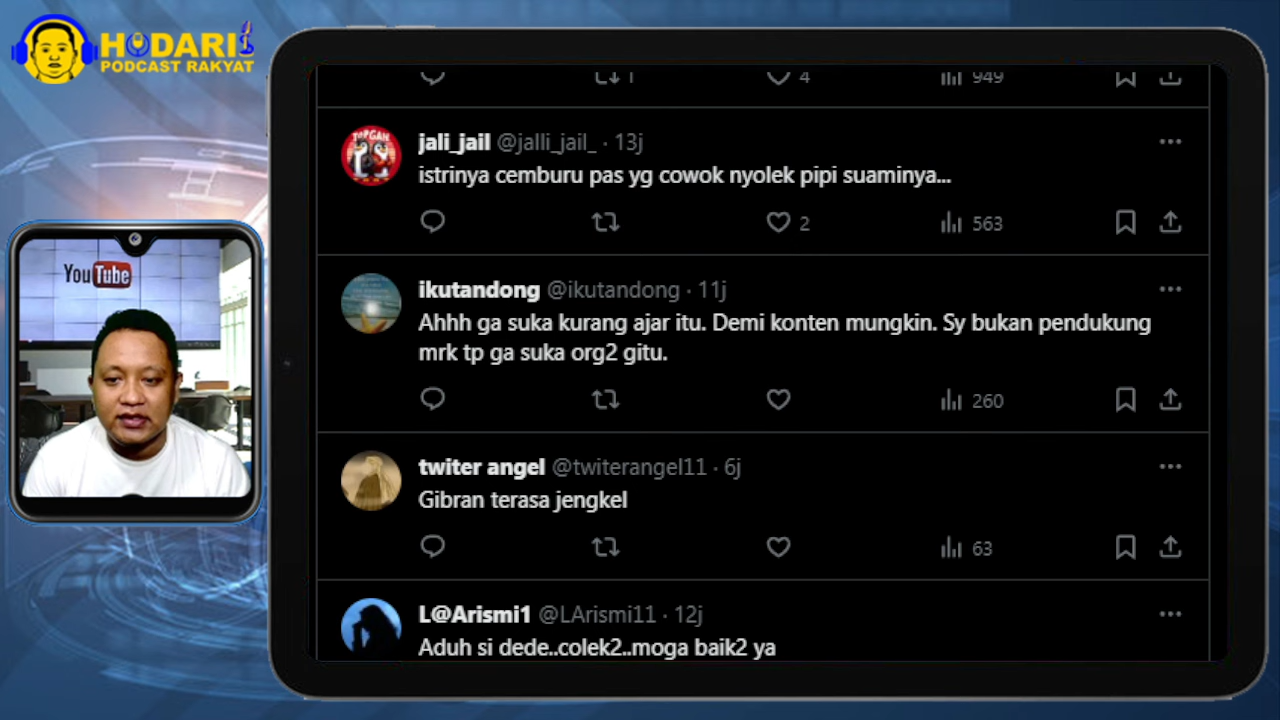 HODARI
PODCAST RAKYAT
YouTube
1 4 949
TOPGAN
jali_jail @jalli_jail_ · 13j
istrinya cemburu pas yg cowok nyolek pipi suaminya...
2 563
ikutandong @ikutandong · 11j
Ahhh ga suka kurang ajar itu. Demi konten mungkin. Sy bukan pendukung
mrk tp ga suka org2 gitu.
260
twiter angel @twiterangel11 · 6j
Gibran terasa jengkel
63
L@Arismi1 @LArismi11 · 12j
Aduh si dede..colek2..moga baik2 ya